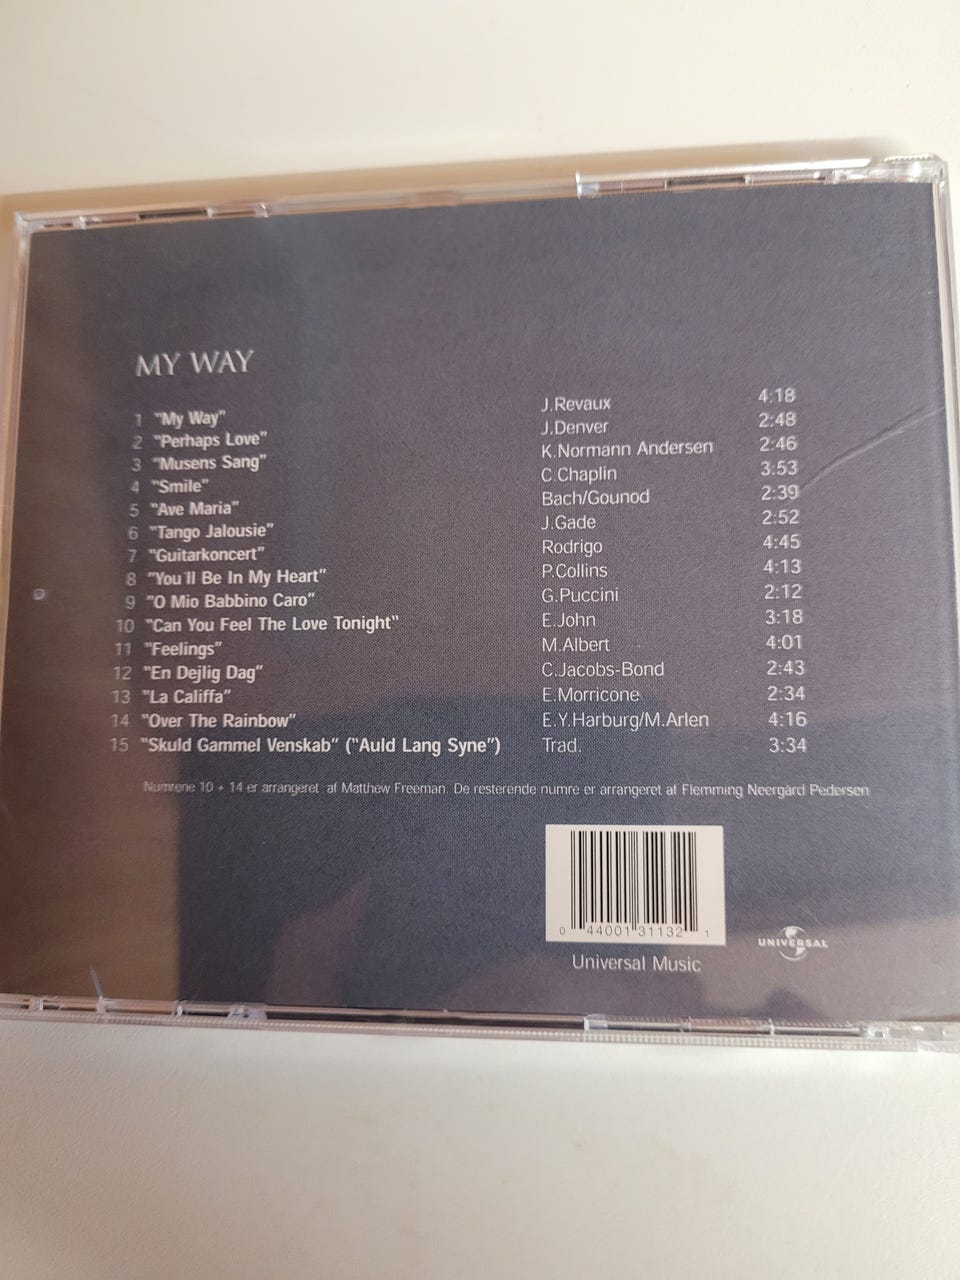 MY WAY
1 "My Way" J.Revaux 4:18
2 "Perhaps Love" J.Denver 2:48
3 "Musens Sang" K.Normann Andersen 2:46
4 "Smile" C.Chaplin 3:53
5 "Ave Maria" Bach/Gounod 2:39
6 "Tango Jalousie" J.Gade 2:52
7 "Guitarkoncert" Rodrigo 4:45
8 "You'll Be In My Heart" P.Collins 4:13
9 "O Mio Babbino Caro" G.Puccini 2:12
10 "Can You Feel The Love Tonight" E.John 3:18
11 "Feelings" M.Albert 4:01
12 "En Dejlig Dag" C.Jacobs-Bond 2:43
13 "La Califfa" E.Morricone 2:34
14 "Over The Rainbow" E.Y.Harburg/M.Arlen 4:16
15 "Skuld Gammel Venskab" ("Auld Lang Syne") Trad. 3:34
Numrene 10 + 14 er arrangeret af Matthew Freeman De resterende numre er arrangeret af Flemming Neergård Pedersen
0 44001 31132 1
UNIVERSAL
Universal Music